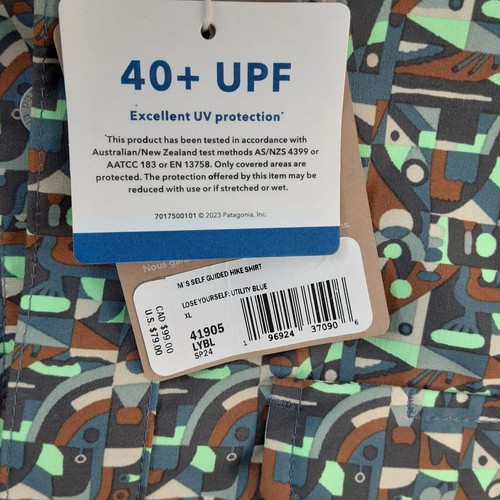 40+ UPF
Excellent UV protection*
*This product has been tested in accordance with
Australian/New Zealand test methods AS/NZS 4399 or
AATCC 183 or EN 13758. Only covered areas are
protected. The protection offered by this item may be
reduced with use or if stretched or wet.
7017500101 © 2023 Patagonia, Inc.
Nous
M'S SELF GUIDED HIKE SHIRT
LOSE YOURSELF: UTILITY BLUE
XL
41905
LYBL
SP24
CAD $99.00
U.S. $79.00
1 96924 37090 6